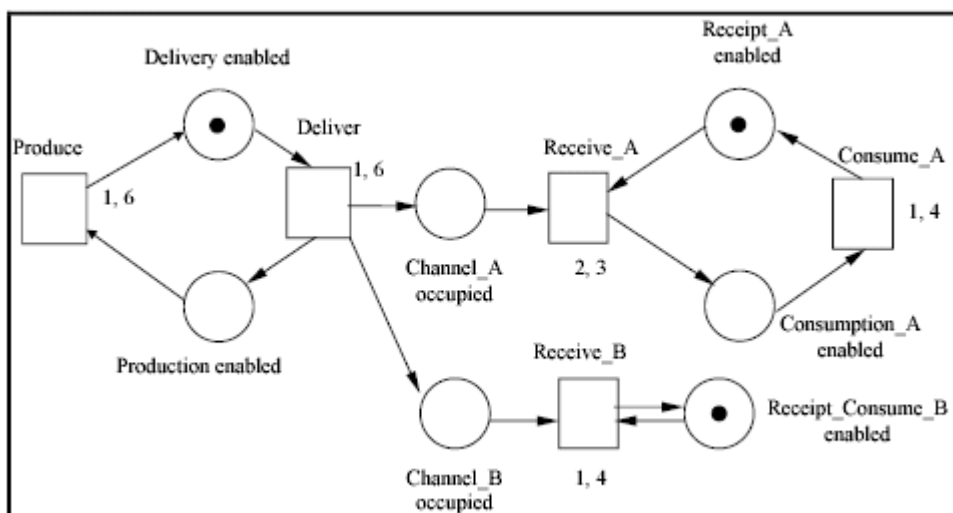 Delivery enabled
Receipt_A
enabled
Produce
Deliver
Receive_A
Consume_A
1, 6
1, 6
1, 4
Channel_A
occupied
2, 3
Production enabled
Consumption_A
enabled
Receive_B
Receipt_Consume_B
enabled
Channel_B
occupied
1, 4